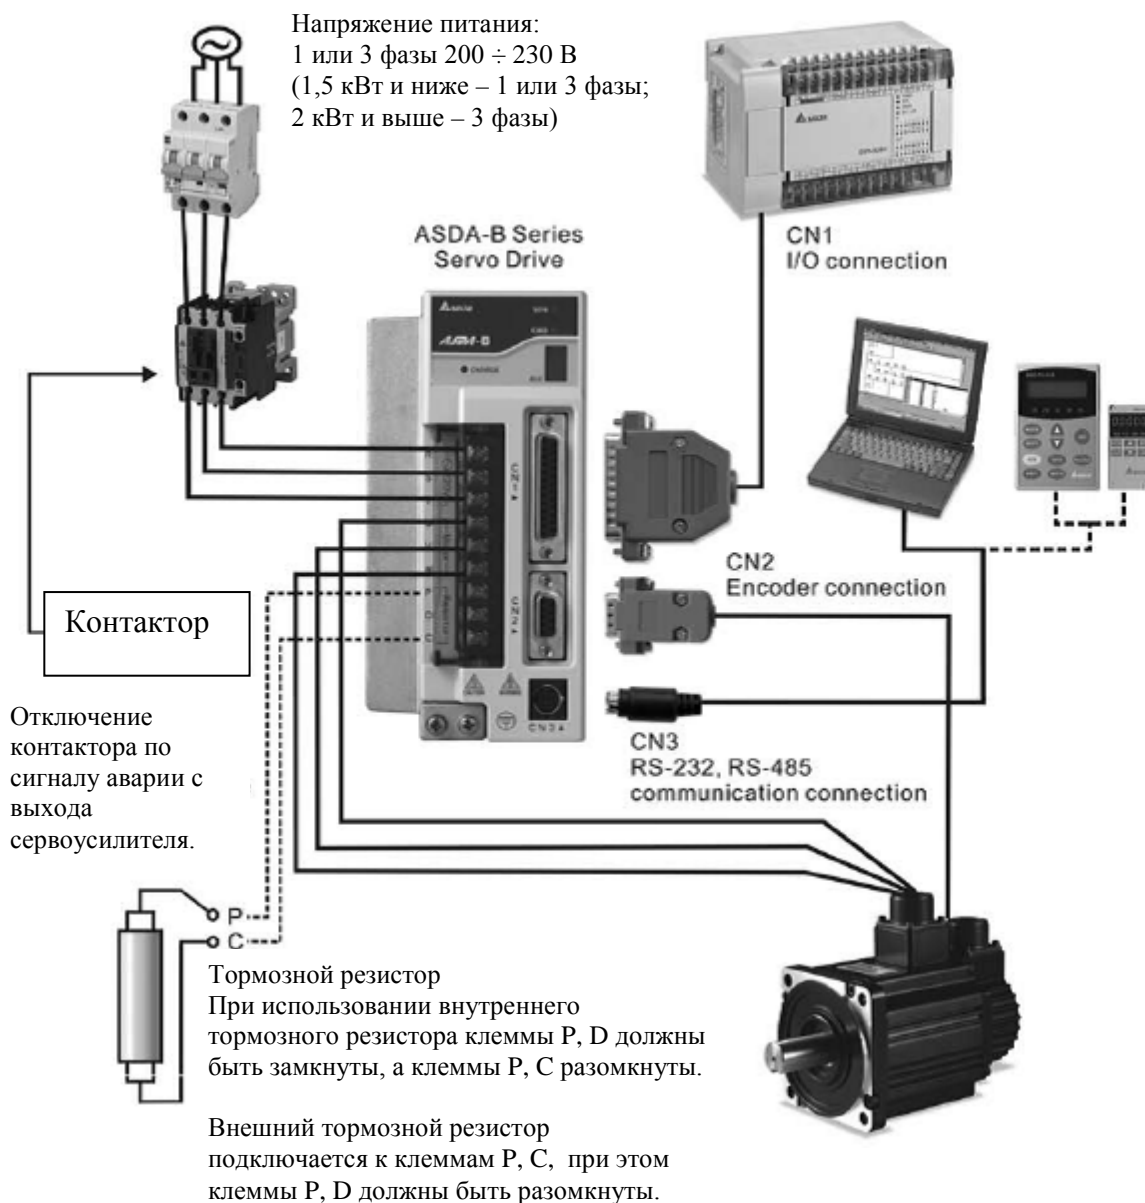 Напряжение питания:
1 или 3 фазы 200 ÷ 230 В
(1,5 кВт и ниже – 1 или 3 фазы;
2 кВт и выше – 3 фазы)
ASDA-B Series
Servo Drive
CN1
I/O connection
CHARGE
CN2
Encoder connection
Контактор
Отключение
контактора по
сигналу аварии с
выхода
сервоусилителя.
CN3
RS-232, RS-485
communication connection
P
C
Тормозной резистор
При использовании внутреннего
тормозного резистора клеммы P, D должны
быть замкнуты, а клеммы P, C разомкнуты.
Внешний тормозной резистор
подключается к клеммам P, C, при этом
клеммы P, D должны быть разомкнуты.